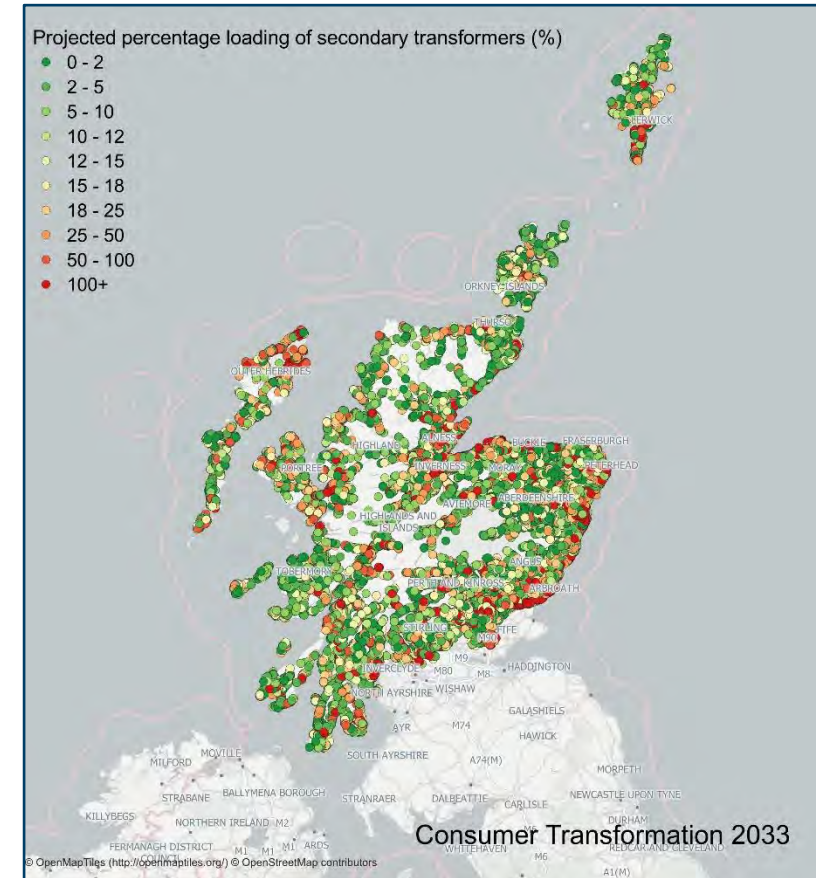 Projected percentage loading of secondary transformers (%)
0 - 2
2 - 5
5 - 10
10 - 12
12 - 15
15 - 18
18 - 25
25 - 50
50 - 100
100+
LERWICK
ORKNEY ISLANDS
THURSO
OUTER HEBRIDES
ALNESS
BUCKIE
FRASERBURGH
HIGHLAND
PORTREE
INVERNESS
MORAY
PETERHEAD
AVIEMORE
ABERDEENSHIRE
HIGHLANDS AND
ISLANDS
ANGUS
TOBERMORY
PERTH AND KINROSS
ARBROATH
STIRLING
FIFE
M90
M9
INVERCLYDE
M80
M8
HADDINGTON
NORTH AYRSHIRE
WISHAW
AYR
M74
GALASHIELS
HAWICK
SOUTH AYRSHIRE
A74(M)
MOVILLE
MILFORD
MORPETH
STRABANE
BALLYMENA BOROUGH
STRANRAER
DALBEATTIE
CARLISLE
NEWCASTLE UPON TYNE
KILLYBEGS
NORTHERN IRELAND
M2
DURHAM
FERMANAGH DISTRICT
COUNCIL
M1
M1
M1
ARDS
WHITEHAVEN
M6
REDCAR AND CLEVELAND
A1(M)
Consumer Transformation 2033
© OpenMapTiles (http://openmaptiles.org/) © OpenStreetMap contributors